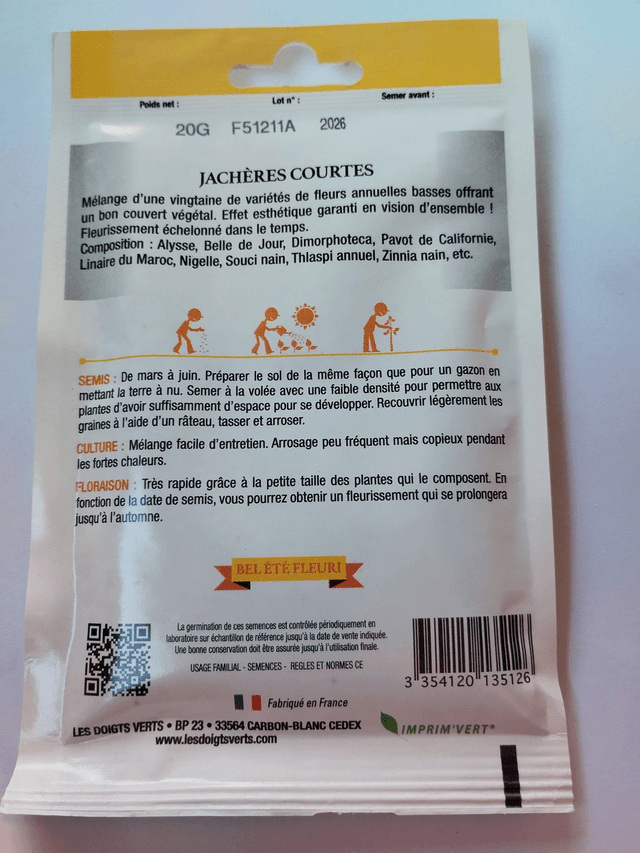 Poids net :
Lot n° :
Semer avant :
20G F51211A 2026
JACHÈRES COURTES
Mélange d'une vingtaine de variétés de fleurs annuelles basses offrant
un bon couvert végétal. Effet esthétique garanti en vision d'ensemble !
Fleurissement échelonné dans le temps.
Composition : Alysse, Belle de Jour, Dimorphoteca, Pavot de Californie,
Linaire du Maroc, Nigelle, Souci nain, Thlaspi annuel, Zinnia nain, etc.
SEMIS : De mars à juin. Préparer le sol de la même façon que pour un gazon en
mettant la terre à nu. Semer à la volée avec une faible densité pour permettre aux
plantes d'avoir suffisamment d'espace pour se développer. Recouvrir légèrement les
graines à l'aide d'un râteau, tasser et arroser.
CULTURE : Mélange facile d'entretien. Arrosage peu fréquent mais copieux pendant
les fortes chaleurs.
FLORAISON : Très rapide grâce à la petite taille des plantes qui le composent. En
fonction de la date de semis, vous pourrez obtenir un fleurissement qui se prolongera
jusqu'à l'automne.
BEL ÉTÉ FLEURI
La germination de ces semences est contrôlée périodiquement en
laboratoire sur échantillon de référence jusqu'à la date de vente indiquée.
Une bonne conservation doit être assurée jusqu'à l'utilisation finale.
USAGE FAMILIAL - SEMENCES - REGLES ET NORMES CE
3 354120 135126
Fabriqué en France
LES DOIGTS VERTS • BP 23 • 33564 CARBON-BLANC CEDEX
www.lesdoigtsverts.com
IMPRIM'VERT®